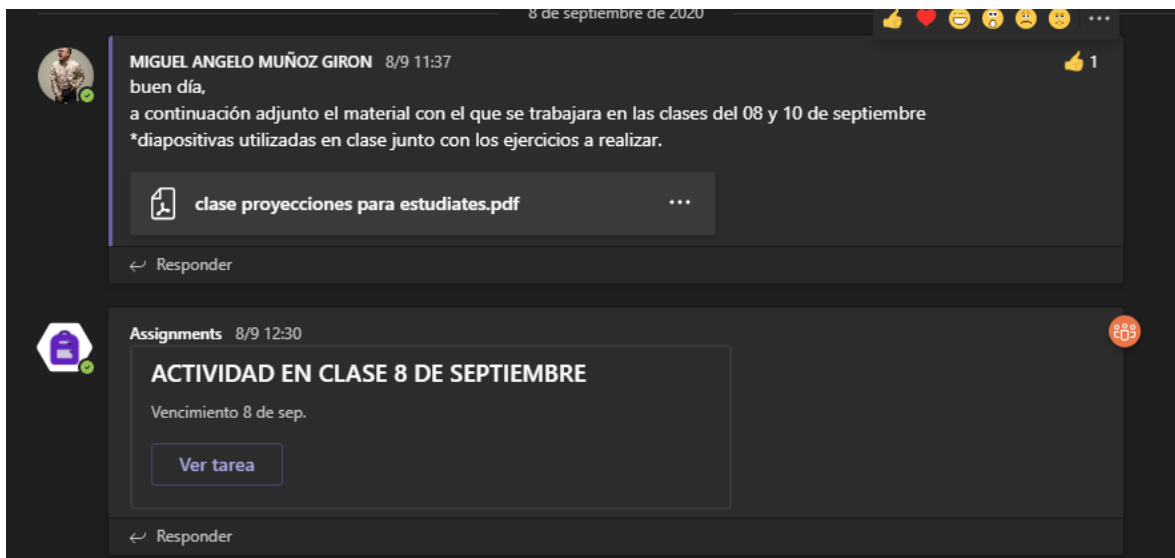 8 de septiembre de 2020
MIGUEL ANGELO MUÑOZ GIRON 8/9 11:37
1
buen día,
a continuación adjunto el material con el que se trabajara en las clases del 08 y 10 de septiembre
*diapositivas utilizadas en clase junto con los ejercicios a realizar.
clase proyecciones para estudiates.pdf
Responder
Assignments 8/9 12:30
ACTIVIDAD EN CLASE 8 DE SEPTIEMBRE
Vencimiento 8 de sep.
Ver tarea
Responder